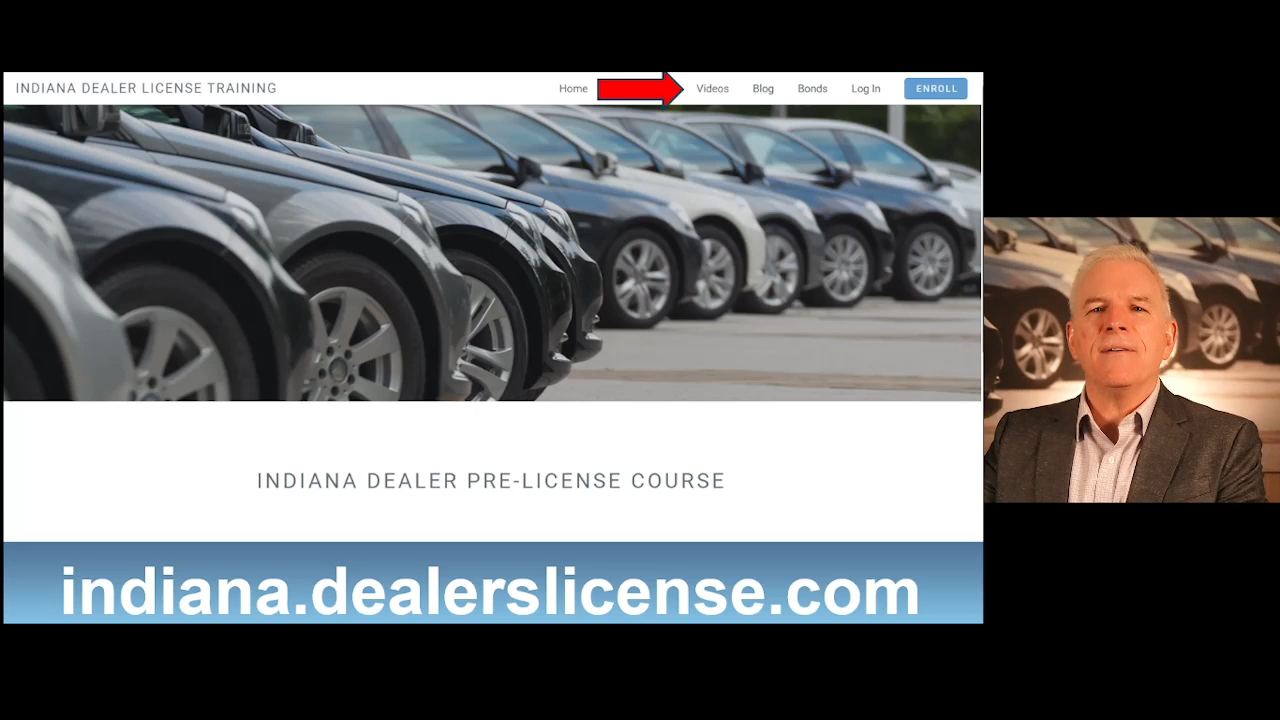 INDIANA DEALER LICENSE TRAINING
Home Videos Blog Bonds Log In ENROLL
INDIANA DEALER PRE-LICENSE COURSE
indiana.dealerslicense.com